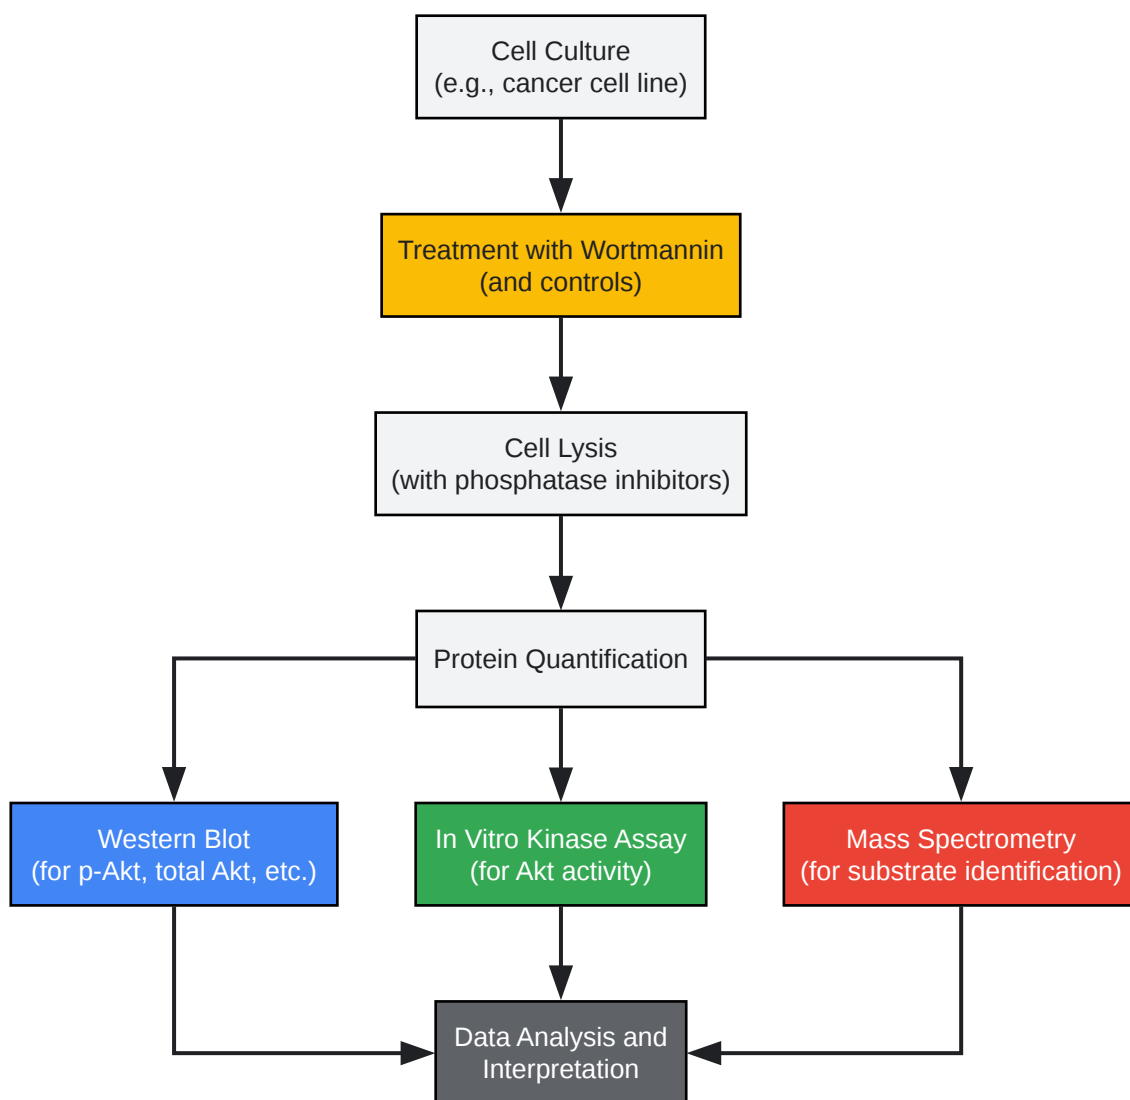 Cell Culture
(e.g., cancer cell line)
Treatment with Wortmannin
(and controls)
Cell Lysis
(with phosphatase inhibitors)
Protein Quantification
Western Blot
(for p-Akt, total Akt, etc.)
In Vitro Kinase Assay
(for Akt activity)
Mass Spectrometry
(for substrate identification)
Data Analysis and
Interpretation